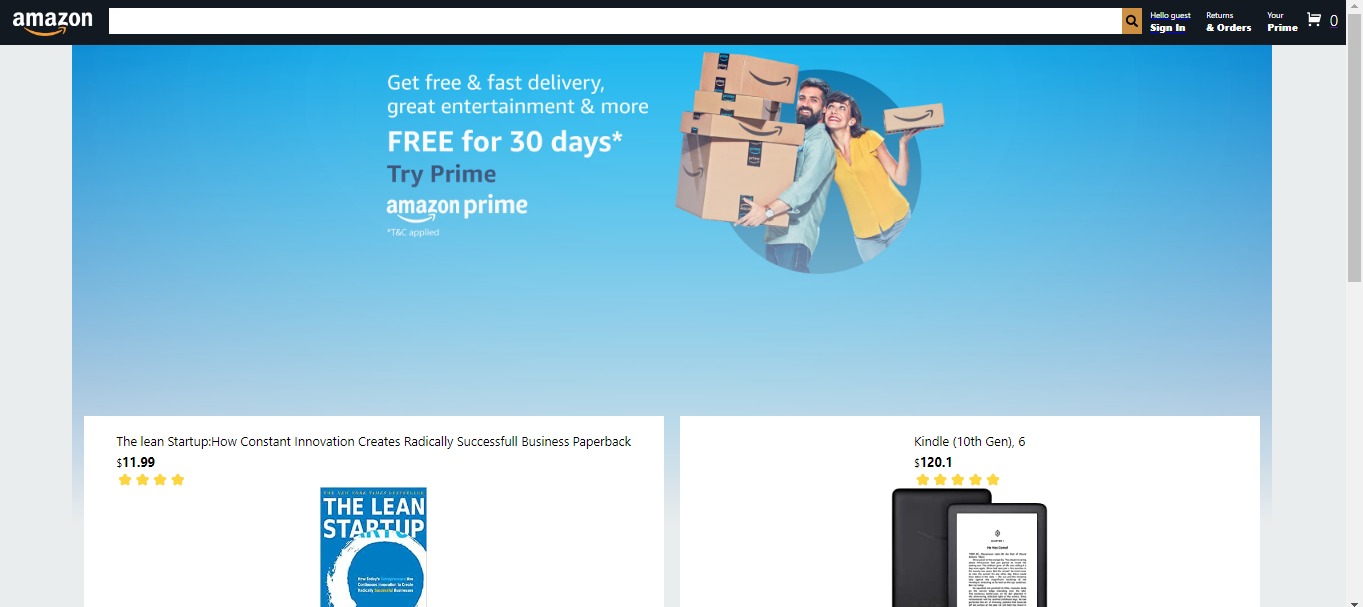 amazon
Hello guest
Sign In
Returns
& Orders
Your
Prime
0
Get free & fast delivery,
great entertainment & more
FREE for 30 days*
Try Prime
amazon prime
*T&C applied
The lean Startup:How Constant Innovation Creates Radically Successfull Business Paperback
$11.99
THE NEW YORK TIMES BESTSELLER
THE LEAN
STARTUP
How Today's Entrepreneurs Use
Continuous Innovation to Create
Radically Successful Businesses
Kindle (10th Gen), 6
$120.1